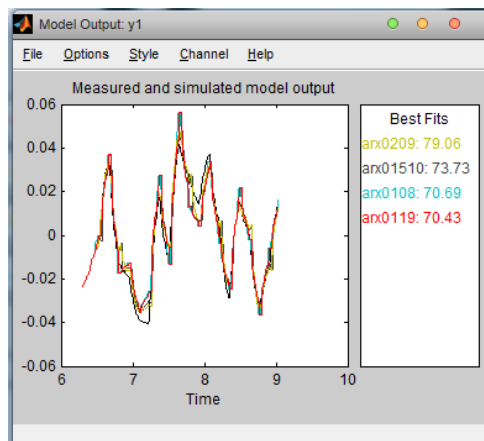 Model Output: y1
File Options Style Channel Help
Measured and simulated model output
0.06
0.04
0.02
0
-0.02
-0.04
-0.06
6 7 8 9 10
Time
Best Fits
arx0209: 79.06
arx01510: 73.73
arx0108: 70.69
arx0119: 70.43